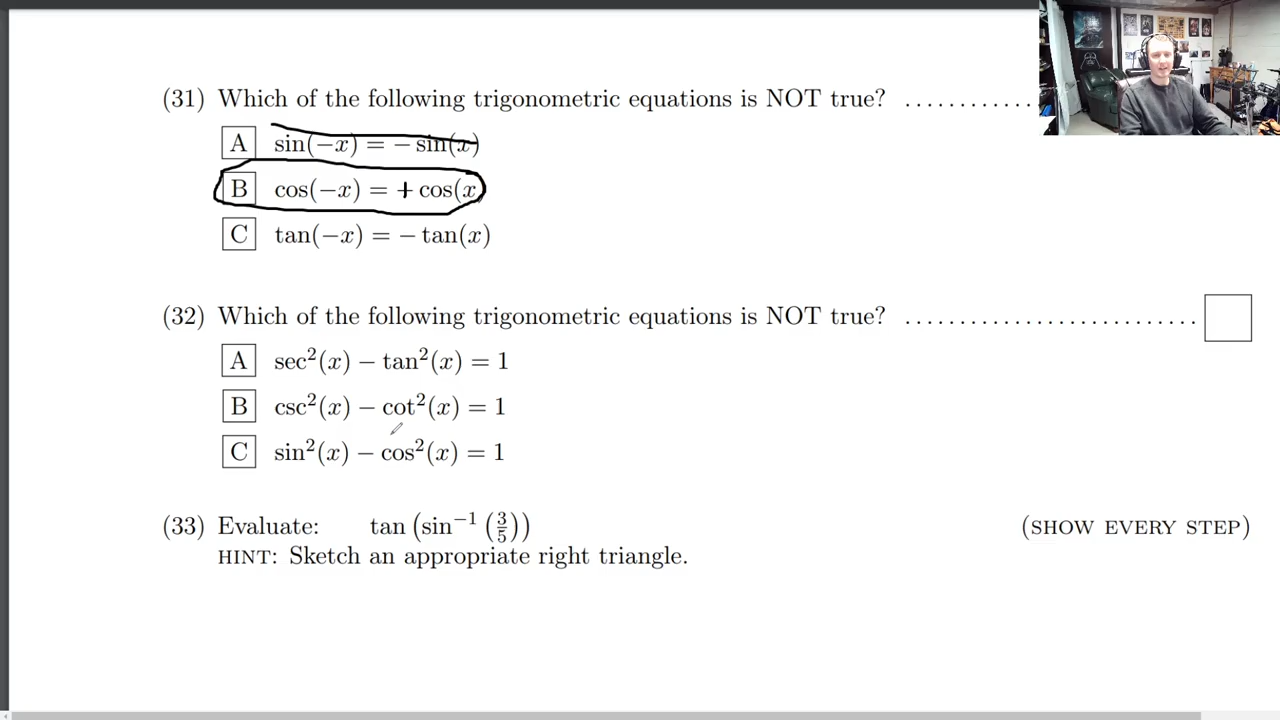 (31) Which of the following trigonometric equations is NOT true? .............
A sin(−x) = − sin(x)
B cos(−x) = + cos(x
C tan(−x) = − tan(x)
(32) Which of the following trigonometric equations is NOT true? ...........................
A sec²(x) − tan²(x) = 1
B csc²(x) − cot²(x) = 1
C sin²(x) − cos²(x) = 1
(33) Evaluate: tan (sin⁻¹ (3/5)) (SHOW EVERY STEP)
HINT: Sketch an appropriate right triangle.